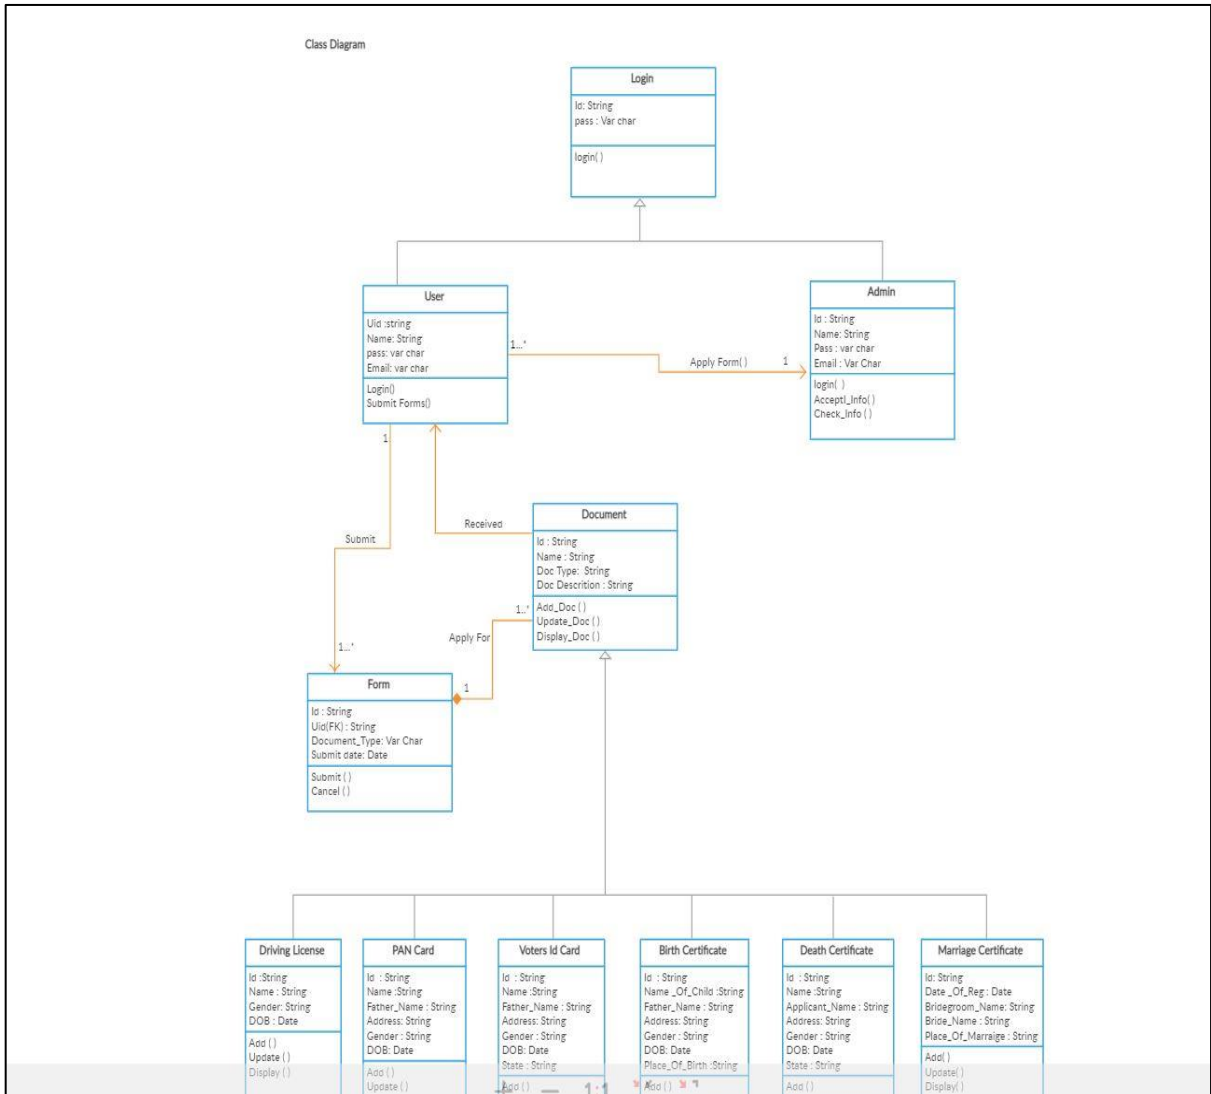 Class Diagram
Login
Id: String
pass : Var char
login( )
User
Uid :string
Name: String
pass: var char
Email: var char
Login()
Submit Forms()
1...*
Apply Form( )
1
Admin
Id : String
Name: String
Pass : var char
Email : Var Char
login( )
AcceptI_Info( )
Check_Info ( )
1
Submit
1...*
Received
Document
Id : String
Name : String
Doc Type: String
Doc Descrition : String
Add_Doc ( )
Update_Doc ( )
Display_Doc ( )
1..*
Apply For
1
Form
Id : String
Uid(FK) : String
Document_Type: Var Char
Submit date: Date
Submit ( )
Cancel ( )
Driving License
Id :String
Name : String
Gender: String
DOB : Date
Add ( )
Update ( )
Display ( )
PAN Card
Id : String
Name :String
Father_Name : String
Address: String
Gender : String
DOB: Date
Add ( )
Update ( )
Voters Id Card
Id : String
Name :String
Father_Name : String
Address: String
Gender : String
DOB: Date
State : String
Add ( )
Birth Certificate
Id : String
Name _Of_Child :String
Father_Name : String
Address: String
Gender : String
DOB: Date
Place_Of_Birth :String
Add ( )
Death Certificate
Id : String
Name :String
Applicant_Name : String
Address: String
Gender : String
DOB: Date
State : String
Add ( )
Marriage Certificate
Id: String
Date _Of_Reg : Date
Bridegroom_Name: String
Bride_Name : String
Place_Of_Marraige : String
Add( )
Update( )
Display( )
1:1